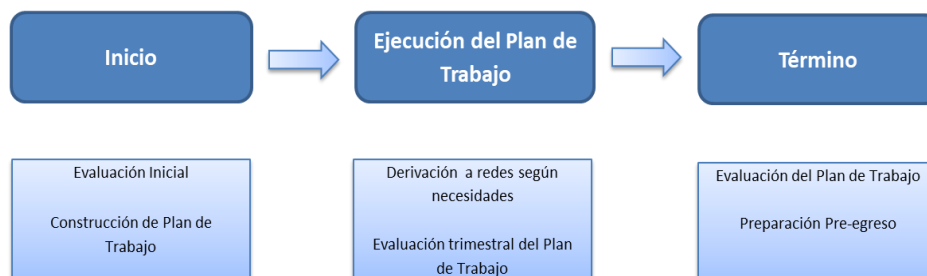 Inicio
Ejecución del Plan de
Trabajo
Término
Evaluación Inicial
Construcción de Plan de
Trabajo
Derivación a redes según
necesidades
Evaluación trimestral del Plan
de Trabajo
Evaluación del Plan de Trabajo
Preparación Pre-egreso